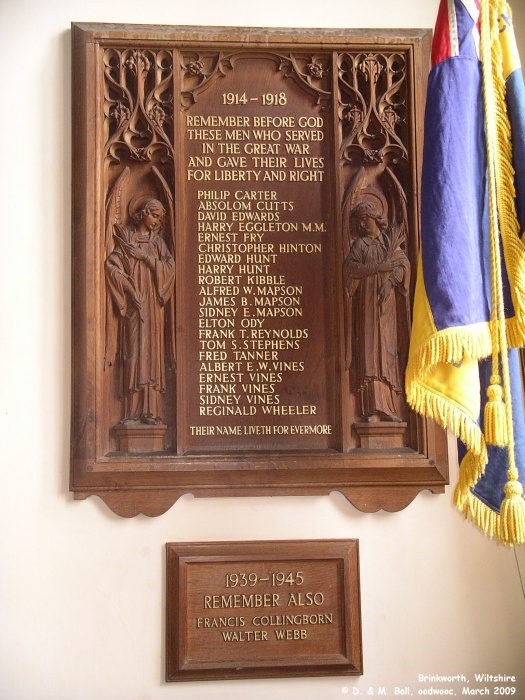 1914 - 1918
REMEMBER BEFORE GOD
THESE MEN WHO SERVED
IN THE GREAT WAR
AND GAVE THEIR LIVES
FOR LIBERTY AND RIGHT
PHILIP CARTER
ABSOLOM CUTTS
DAVID EDWARDS
HARRY EGGLETON M.M.
ERNEST FRY
CHRISTOPHER HINTON
EDWARD HUNT
HARRY HUNT
ROBERT KIBBLE
ALFRED W. MAPSON
JAMES B. MAPSON
SIDNEY E. MAPSON
ELTON ODY
FRANK T. REYNOLDS
TOM S. STEPHENS
FRED TANNER
ALBERT E.W. VINES
ERNEST VINES
FRANK VINES
SIDNEY VINES
REGINALD WHEELER
THEIR NAME LIVETH FOR EVERMORE
1939-1945
REMEMBER ALSO
FRANCIS COLLINGBORN
WALTER WEBB
Brinkworth, Wiltshire
© D. & M. Ball, oodwooc, March 2009